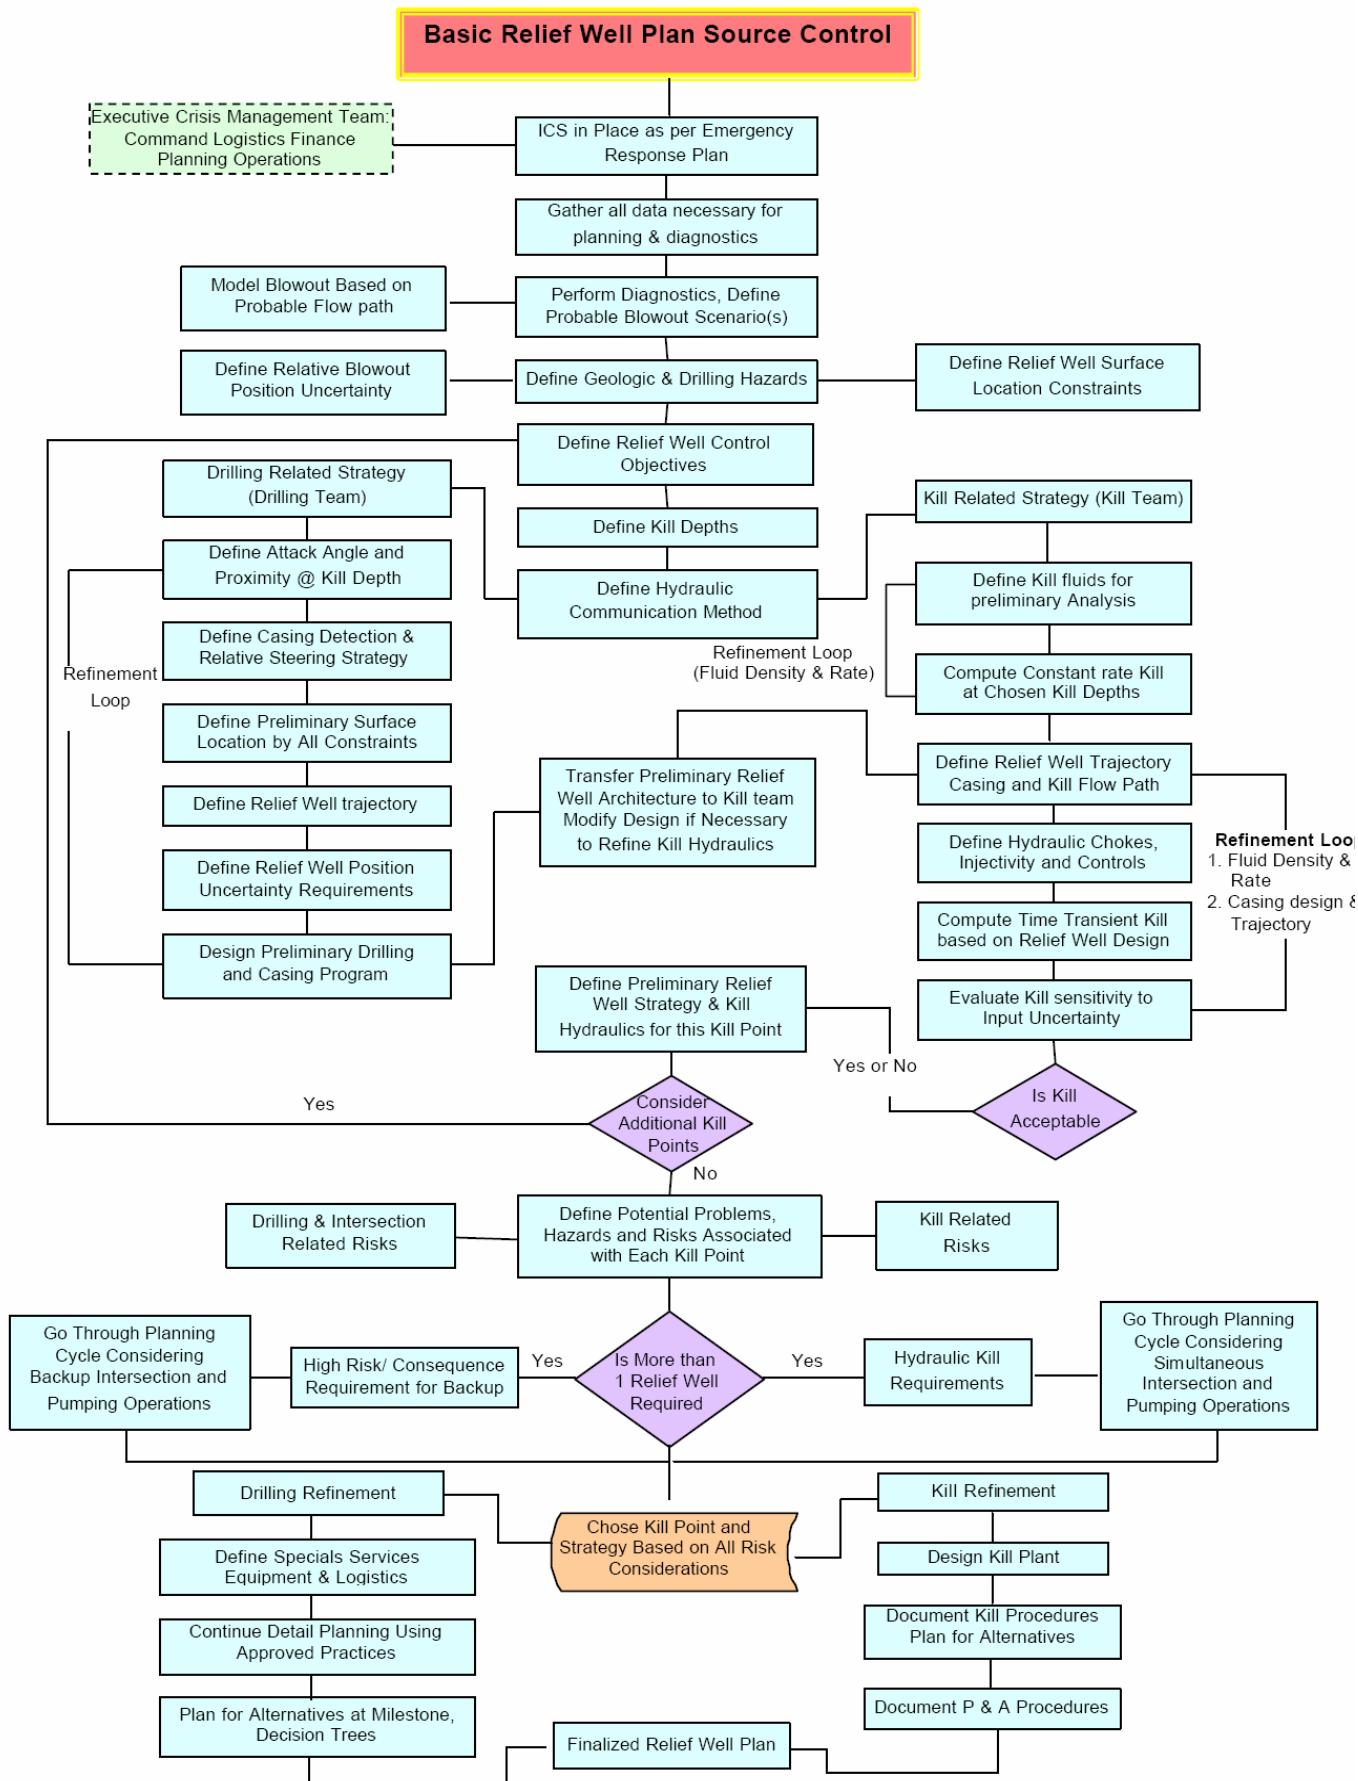 Basic Relief Well Plan Source Control
Executive Crisis Management Team:
Command Logistics Finance
Planning Operations
ICS in Place as per Emergency
Response Plan
Gather all data necessary for
planning & diagnostics
Model Blowout Based on
Probable Flow path
Perform Diagnostics, Define
Probable Blowout Scenario(s)
Define Relative Blowout
Position Uncertainty
Define Geologic & Drilling Hazards
Define Relief Well Surface
Location Constraints
Define Relief Well Control
Objectives
Drilling Related Strategy
(Drilling Team)
Kill Related Strategy (Kill Team)
Define Kill Depths
Define Attack Angle and
Proximity @ Kill Depth
Define Hydraulic
Communication Method
Define Kill fluids for
preliminary Analysis
Define Casing Detection &
Relative Steering Strategy
Refinement Loop
(Fluid Density & Rate)
Compute Constant rate Kill
at Chosen Kill Depths
Refinement
Loop
Define Preliminary Surface
Location by All Constraints
Transfer Preliminary Relief
Well Architecture to Kill team
Modify Design if Necessary
to Refine Kill Hydraulics
Define Relief Well Trajectory
Casing and Kill Flow Path
Define Relief Well trajectory
Define Hydraulic Chokes,
Injectivity and Controls
Refinement Loop
1. Fluid Density &
Rate
2. Casing design &
Trajectory
Define Relief Well Position
Uncertainty Requirements
Compute Time Transient Kill
based on Relief Well Design
Design Preliminary Drilling
and Casing Program
Define Preliminary Relief
Well Strategy & Kill
Hydraulics for this Kill Point
Evaluate Kill sensitivity to
Input Uncertainty
Yes or No
Is Kill
Acceptable
Yes
Consider
Additional Kill
Points
No
Drilling & Intersection
Related Risks
Define Potential Problems,
Hazards and Risks Associated
with Each Kill Point
Kill Related
Risks
Go Through Planning
Cycle Considering
Backup Intersection and
Pumping Operations
High Risk/ Consequence
Requirement for Backup
Yes
Is More than
1 Relief Well
Required
Yes
Hydraulic Kill
Requirements
Go Through Planning
Cycle Considering
Simultaneous
Intersection and
Pumping Operations
Drilling Refinement
Kill Refinement
Chose Kill Point and
Strategy Based on All Risk
Considerations
Define Specials Services
Equipment & Logistics
Design Kill Plant
Continue Detail Planning Using
Approved Practices
Document Kill Procedures
Plan for Alternatives
Plan for Alternatives at Milestone,
Decision Trees
Document P & A Procedures
Finalized Relief Well Plan